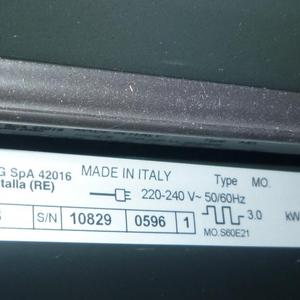 G SpA 42016 MADE IN ITALY Type MO.
talla (RE) 220-240 V~ 50/60Hz 3.0 kW
S/N 10829 0596 1 MO.S60E21